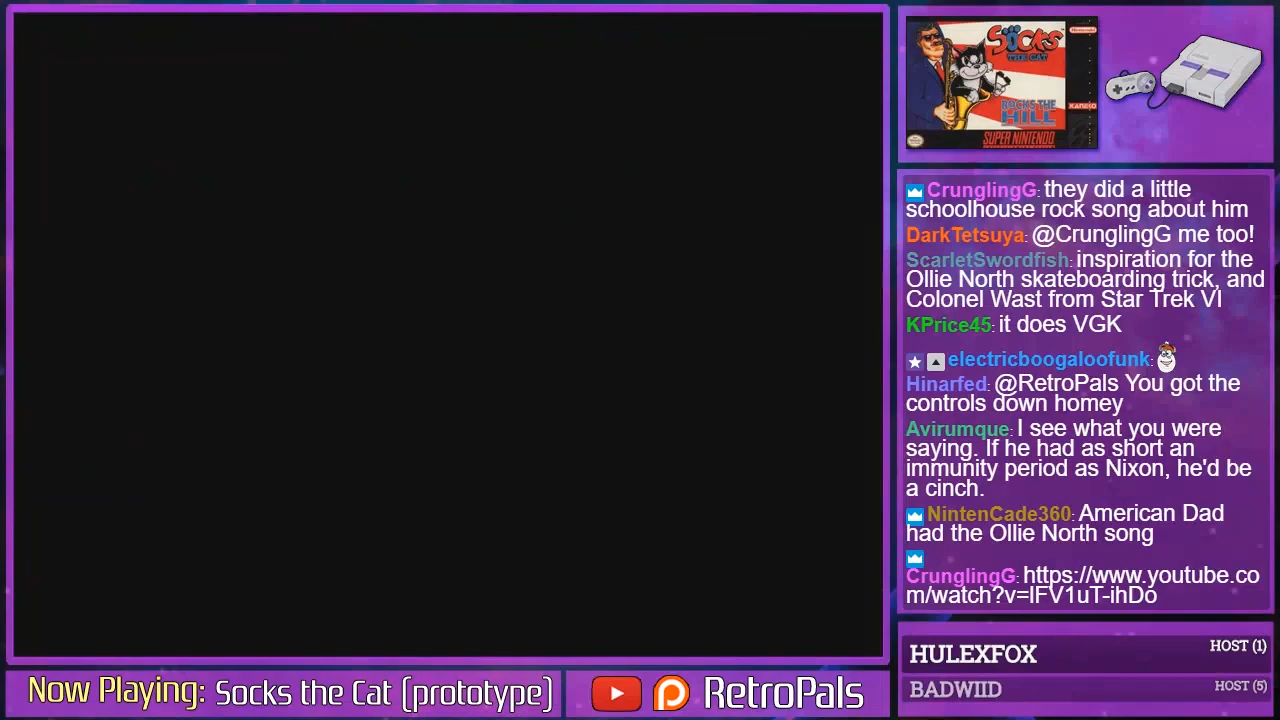 SOCKS
THE CAT
Nintendo
ROCKS THE
HILL
KANEKO
SUPER NINTENDO
CrunglingG: they did a little
schoolhouse rock song about him
DarkTetsuya: @CrunglingG me too!
ScarletSwordfish: inspiration for the
Ollie North skateboarding trick, and
Colonel Wast from Star Trek VI
KPrice45: it does VGK
electricboogaloofunk:
Hinarfed: @RetroPals You got the
controls down homey
Avirumque: I see what you were
saying. If he had as short an
immunity period as Nixon, he'd be
a cinch.
NintenCade360: American Dad
had the Ollie North song
CrunglingG: https://www.youtube.co
m/watch?v=lFV1uT-ihDo
HULEXFOX HOST (1)
BADWIID HOST (5)
Now Playing: Socks the Cat (prototype)
RetroPals